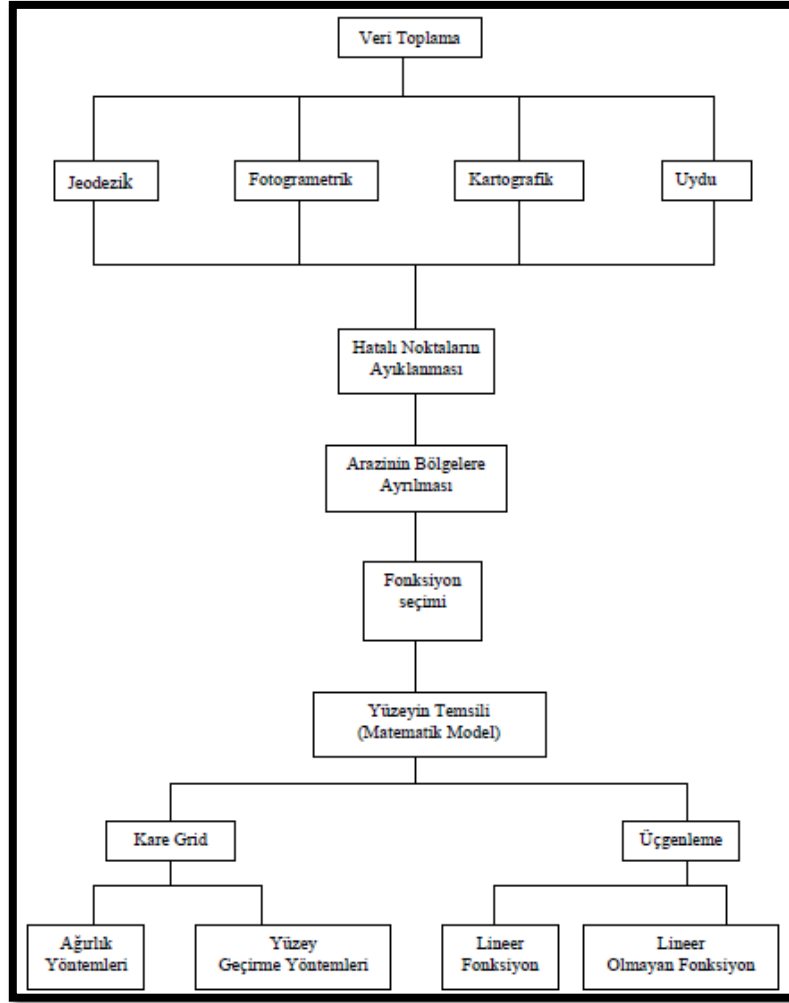 Veri Toplama
Jeodezik
Fotogrametrik
Kartografik
Uydu
Hatalı Noktaların
Ayıklanması
Arazinin Bölgelere
Ayrılması
Fonksiyon
seçimi
Yüzeyin Temsili
(Matematik Model)
Kare Grid
Üçgenleme
Ağırlık
Yöntemleri
Yüzey
Geçirme Yöntemleri
Lineer
Fonksiyon
Lineer
Olmayan Fonksiyon